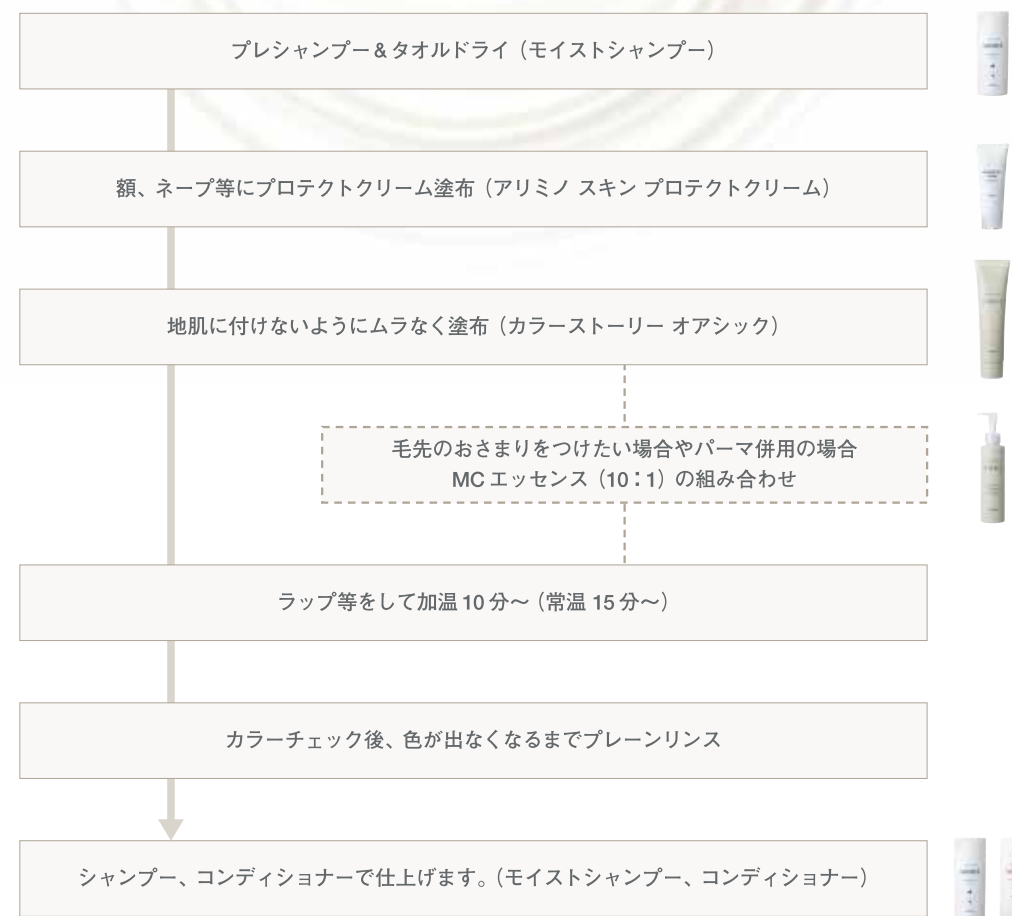 プレシャンプー&タオルドライ（モイストシャンプー）
額、ネープ等にプロテクトクリーム塗布（アリミノ スキン プロテクトクリーム）
地肌に付けないようにムラなく塗布（カラーストーリー オアシック）
毛先のおさまりをつけたい場合やパーマ併用の場合
MCエッセンス（10：1）の組み合わせ
ラップ等をして加温10分〜（常温 15分〜）
カラーチェック後、色が出なくなるまでプレーンリンス
シャンプー、コンディショナーで仕上げます。（モイストシャンプー、コンディショナー）